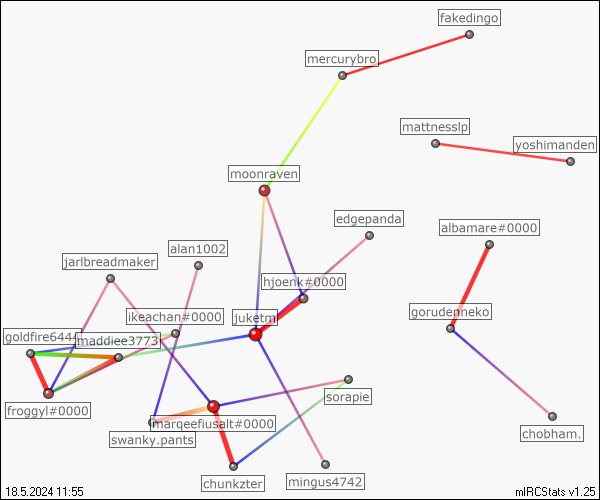 fakedingo
mercurybro
mattnesslp
yoshimanden
moonraven
edgepanda
albamare#0000
alan1002
jarlbreadmaker
hjoenk#0000
ikeachan#0000
juketm
gorudenneko
goldfire644
maddiee3773
sorapie
froggyl#0000
marqeefiusalt#0000
swanky.pants
chobham.
chunkzter
mingus4742
18.5.2024 11:55
mIRCStats v1.25